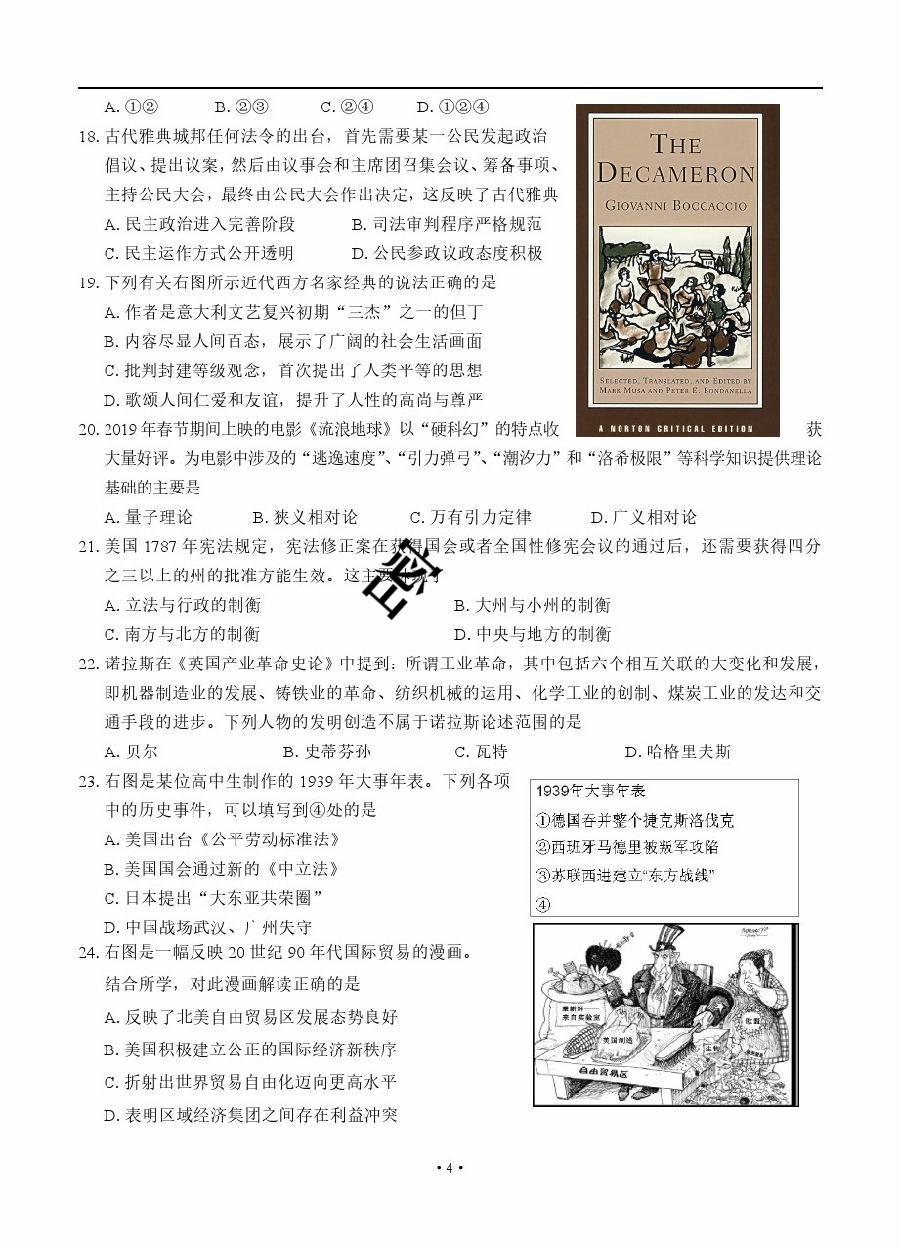 A. ①② B. ②③ C. ②④ D. ①②④
18. 古代雅典城邦任何法令的出台，首先需要某一公民发起政治
倡议、提出议案，然后由议事会和主席团召集会议、筹备事项、
主持公民大会，最终由公民大会作出决定，这反映了古代雅典
A. 民主政治进入完善阶段 B. 司法审判程序严格规范
C. 民主运作方式公开透明 D. 公民参政议政态度积极
19. 下列有关右图所示近代西方名家经典的说法正确的是
A. 作者是意大利文艺复兴初期“三杰”之一的但丁
B. 内容尽显人间百态，展示了广阔的社会生活画面
C. 批判封建等级观念，首次提出了人类平等的思想
D. 歌颂人间仁爱和友谊，提升了人性的高尚与尊严
THE
DECAMERON
GIOVANNI BOCCACCIO
SELECTED, TRANSLATED, AND EDITED BY
MARK MUSA AND PETER E. BONDANELLA
A NORTON CRITICAL EDITION
20. 2019 年春节期间上映的电影《流浪地球》以“硬科幻”的特点收获
大量好评。为电影中涉及的“逃逸速度”、“引力弹弓”、“潮汐力”和“洛希极限”等科学知识提供理论
基础的主要是
A. 量子理论 B. 狭义相对论 C. 万有引力定律 D. 广义相对论
21. 美国 1787 年宪法规定，宪法修正案在获得国会或者全国性修宪会议的通过后，还需要获得四分
之三以上的州的批准方能生效。这主要体现了
A. 立法与行政的制衡 B. 大州与小州的制衡
C. 南方与北方的制衡 D. 中央与地方的制衡
22. 诺拉斯在《英国产业革命史论》中提到：所谓工业革命，其中包括六个相互关联的大变化和发展，
即机器制造业的发展、铸铁业的革命、纺织机械的运用、化学工业的创制、煤炭工业的发达和交
通手段的进步。下列人物的发明创造不属于诺拉斯论述范围的是
A. 贝尔 B. 史蒂芬孙 C. 瓦特 D. 哈格里夫斯
23. 右图是某位高中生制作的 1939 年大事年表。下列各项
中的历史事件，可以填写到④处的是
A. 美国出台《公平劳动标准法》
B. 美国国会通过新的《中立法》
C. 日本提出“大东亚共荣圈”
D. 中国战场武汉、广州失守
1939年大事年表
①德国吞并整个捷克斯洛伐克
②西班牙马德里被叛军攻陷
③苏联西进建立“东方战线”
④
24. 右图是一幅反映 20 世纪 90 年代国际贸易的漫画。
结合所学，对此漫画解读正确的是
A. 反映了北美自由贸易区发展态势良好
B. 美国积极建立公正的国际经济新秩序
C. 折射出世界贸易自由化迈向更高水平
D. 表明区域经济集团之间存在利益冲突
来自实验室
美国制造
自由贸易区
• 4 •